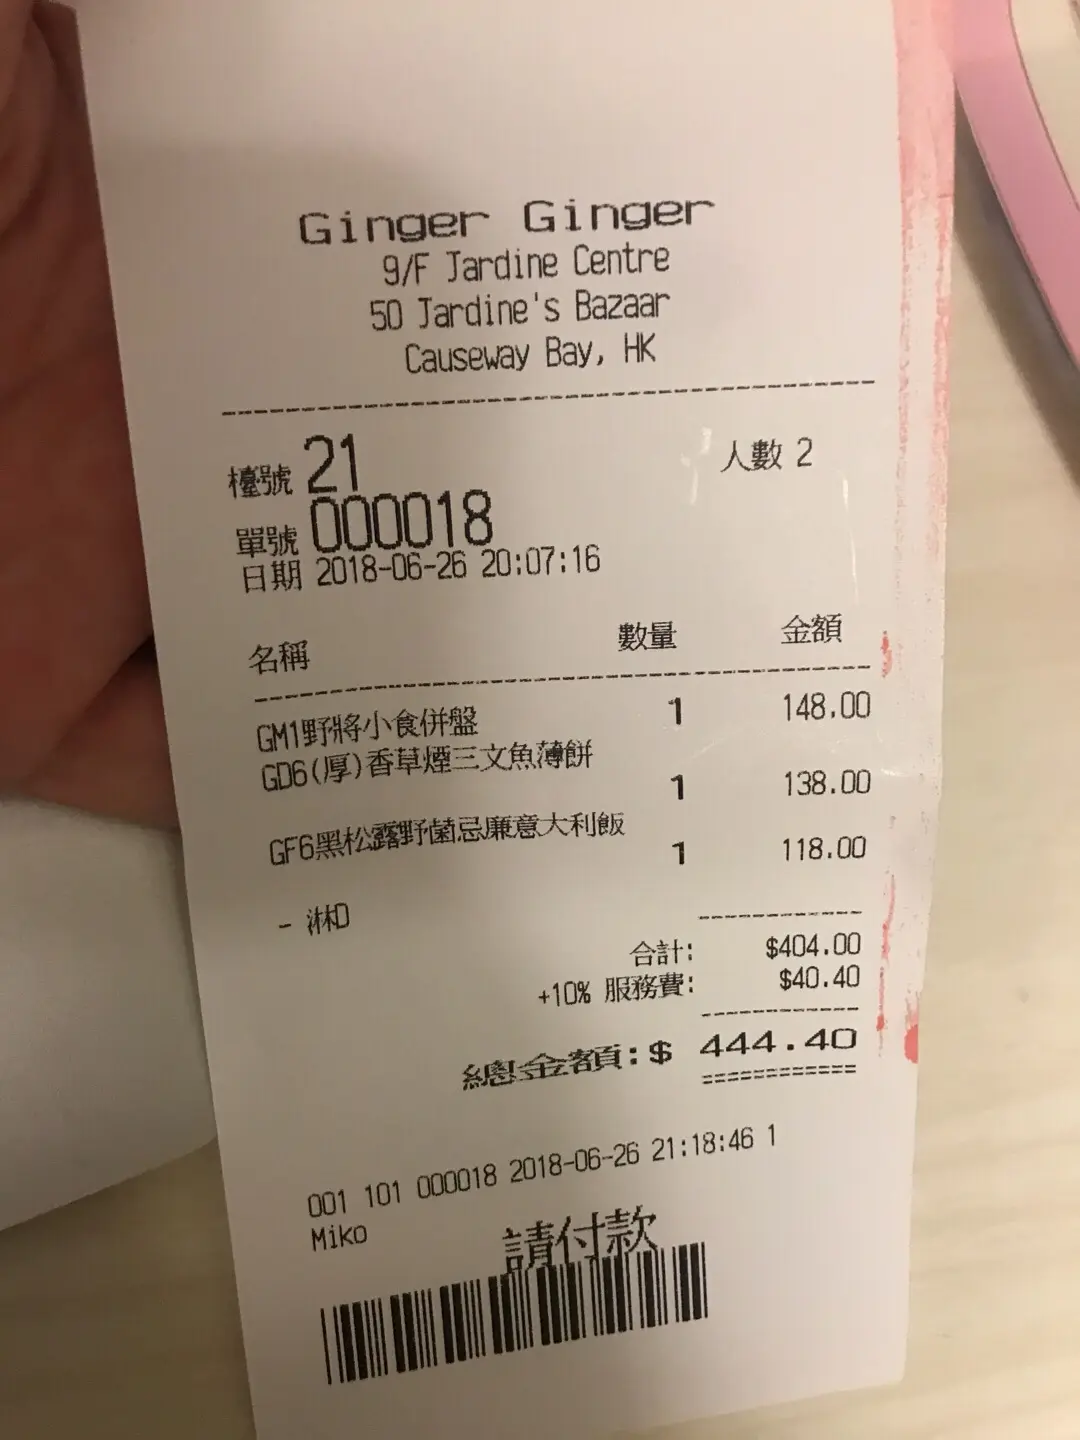 Ginger Ginger
9/F Jardine Centre
50 Jardine's Bazaar
Causeway Bay, HK
檯號 21 人數 2
單號 000018
日期 2018-06-26 20:07:16
名稱 數量 金額
GM1野將小食併盤 1 148.00
GD6(厚)香草煙三文魚薄餅
1 138.00
GF6黑松露野菌忌廉意大利飯
1 118.00
- 淋D
合計: $404.00
+10% 服務費: $40.40
總金額:$ 444.40
001 101 000018 2018-06-26 21:18:46 1
Miko
請付款